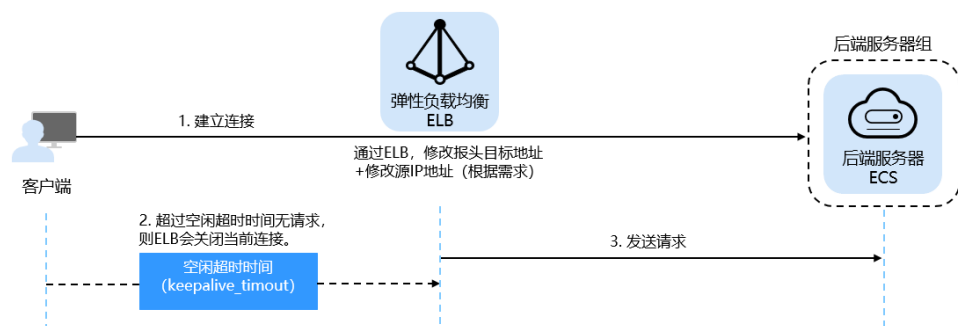 后端服务器组
弹性负载均衡
ELB
1. 建立连接
通过ELB，修改报头目标地址
+修改源IP地址（根据需求）
后端服务器
ECS
客户端
2. 超过空闲超时时间无请求，
则ELB会关闭当前连接。
空闲超时时间
（keepalive_timout）
3. 发送请求